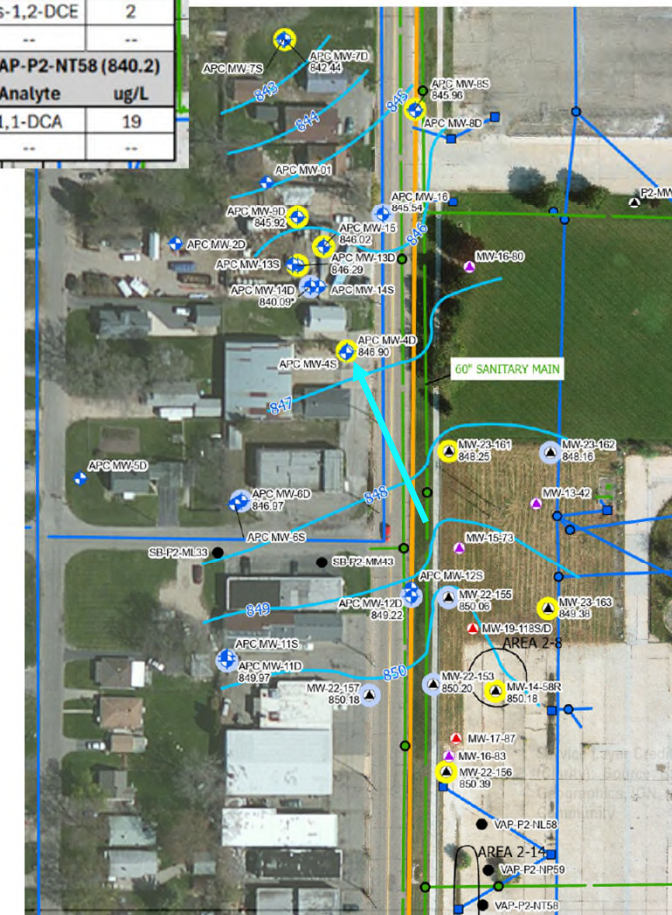 s-1,2-DCE 2
-- --
VAP-P2-NT58 (840.2)
Analyte ug/L
1,1-DCA 19
-- --
APC MW-7S
APC MW-7D
842.44
843
844
845
APC MW-8S
845.96
APC MW-8D
APC MW-01
APC MW-9D
845.92
APC MW-16
845.54
APC MW-15
846.02
846
APC MW-2D
APC MW-13S
APC MW-13D
846.29
APC MW-14D
840.09*
APC MW-14S
MW-16-80
P2-MW
APC MW-4D
846.90
APC MW-4S
60" SANITARY MAIN
847
MW-23-161
848.25
MW-23-162
848.16
APC MW-5D
848
MW-13-42
APC MW-6D
846.97
APC MW-6S
SB-P2-ML33
SB-P2-MM43
MW-15-73
APC MW-12S
849
APC MW-12D
849.22
MW-22-155
850.06
MW-23-163
849.38
MW-19-118S/D
AREA 2-8
APC MW-11S
APC MW-11D
849.97
850
MW-22-157
850.18
MW-22-153
850.20
MW-14-58R
850.18
MW-17-87
MW-16-83
MW-22-156
850.39
VAP-P2-NL58
AREA 2-14
VAP-P2-NP59
VAP-P2-NT58